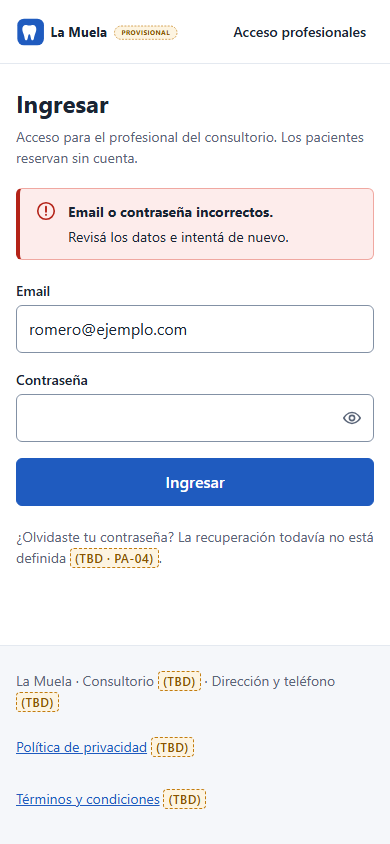 La Muela PROVISIONAL Acceso profesionales
Ingresar
Acceso para el profesional del consultorio. Los pacientes
reservan sin cuenta.
Email o contraseña incorrectos.
Revisá los datos e intentá de nuevo.
Email
romero@ejemplo.com
Contraseña
Ingresar
¿Olvidaste tu contraseña? La recuperación todavía no está
definida (TBD · PA-04).
La Muela · Consultorio (TBD) · Dirección y teléfono
(TBD)
Política de privacidad (TBD)
Términos y condiciones (TBD)